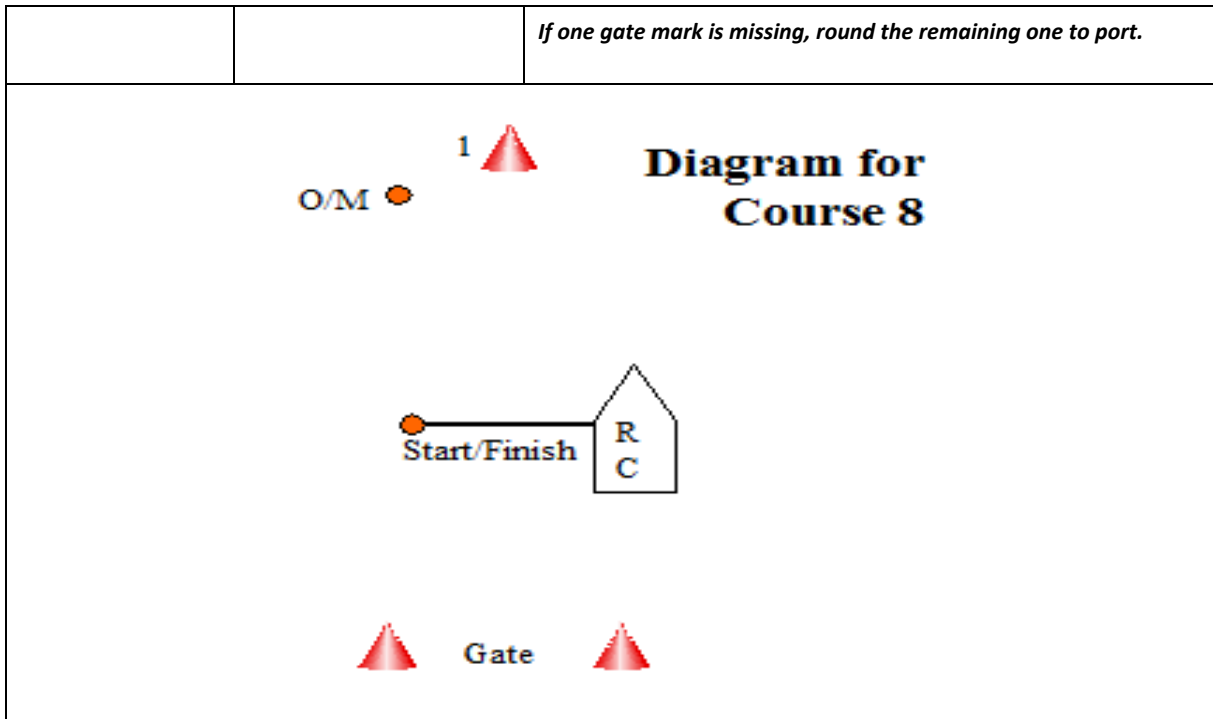 If one gate mark is missing, round the remaining one to port.
1
Diagram for
Course 8
O/M
Start/Finish
R
C
Gate